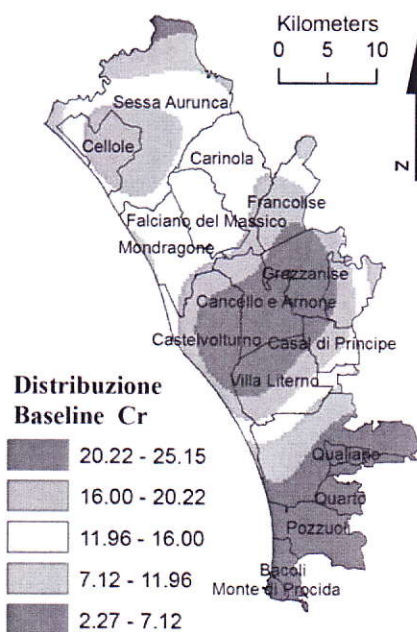 Kilometers
0 5 10
N
Sessa Aurunca
Cellole
Carinola
Francolise
Falciano del Massico
Mondragone
Grazzanise
Cancello e Arnone
Castelvolturno
Casal di Principe
Villa Literno
Distribuzione
Baseline Cr
20.22 - 25.15
16.00 - 20.22
11.96 - 16.00
7.12 - 11.96
2.27 - 7.12
Qualiano
Quarto
Pozzuoli
Bacoli
Monte di Procida